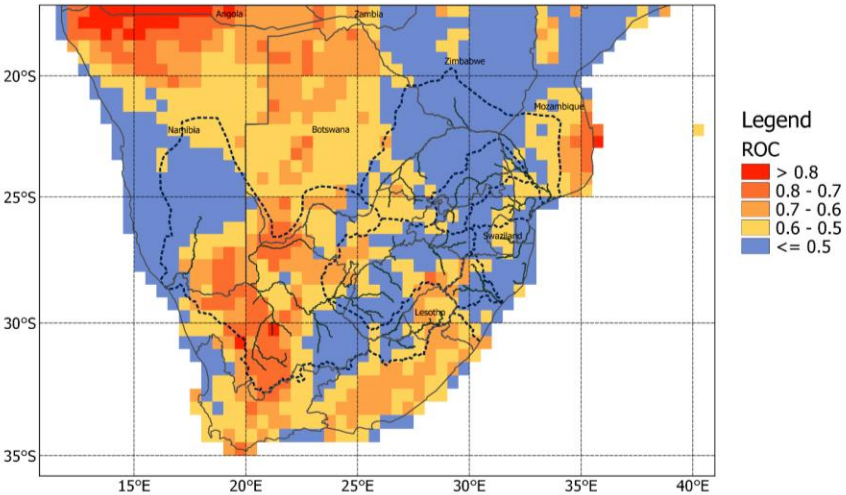 Angola
Zambia
20°S
Zimbabwe
Mozambique
Namibia
Botswana
25°S
Swaziland
30°S
Lesotho
35°S
15°E 20°E 25°E 30°E 35°E 40°E
Legend
ROC
> 0.8
0.8 - 0.7
0.7 - 0.6
0.6 - 0.5
<= 0.5